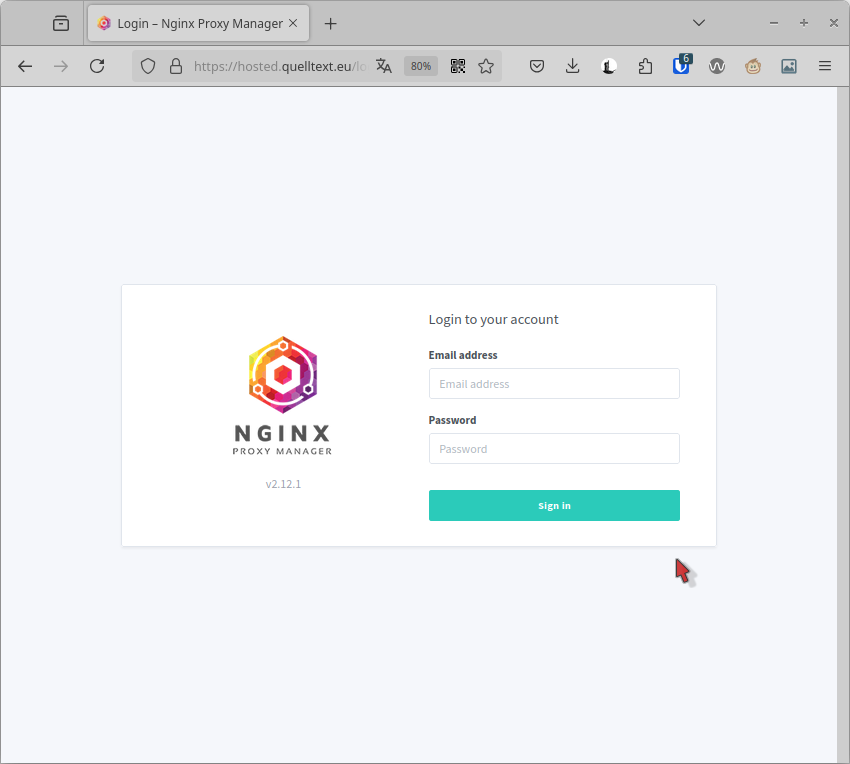 Login – Nginx Proxy Manager
https://hosted.quelltext.eu/lo
80%
6
Login to your account
Email address
Email address
Password
Password
Sign in
NGINX
PROXY MANAGER
v2.12.1